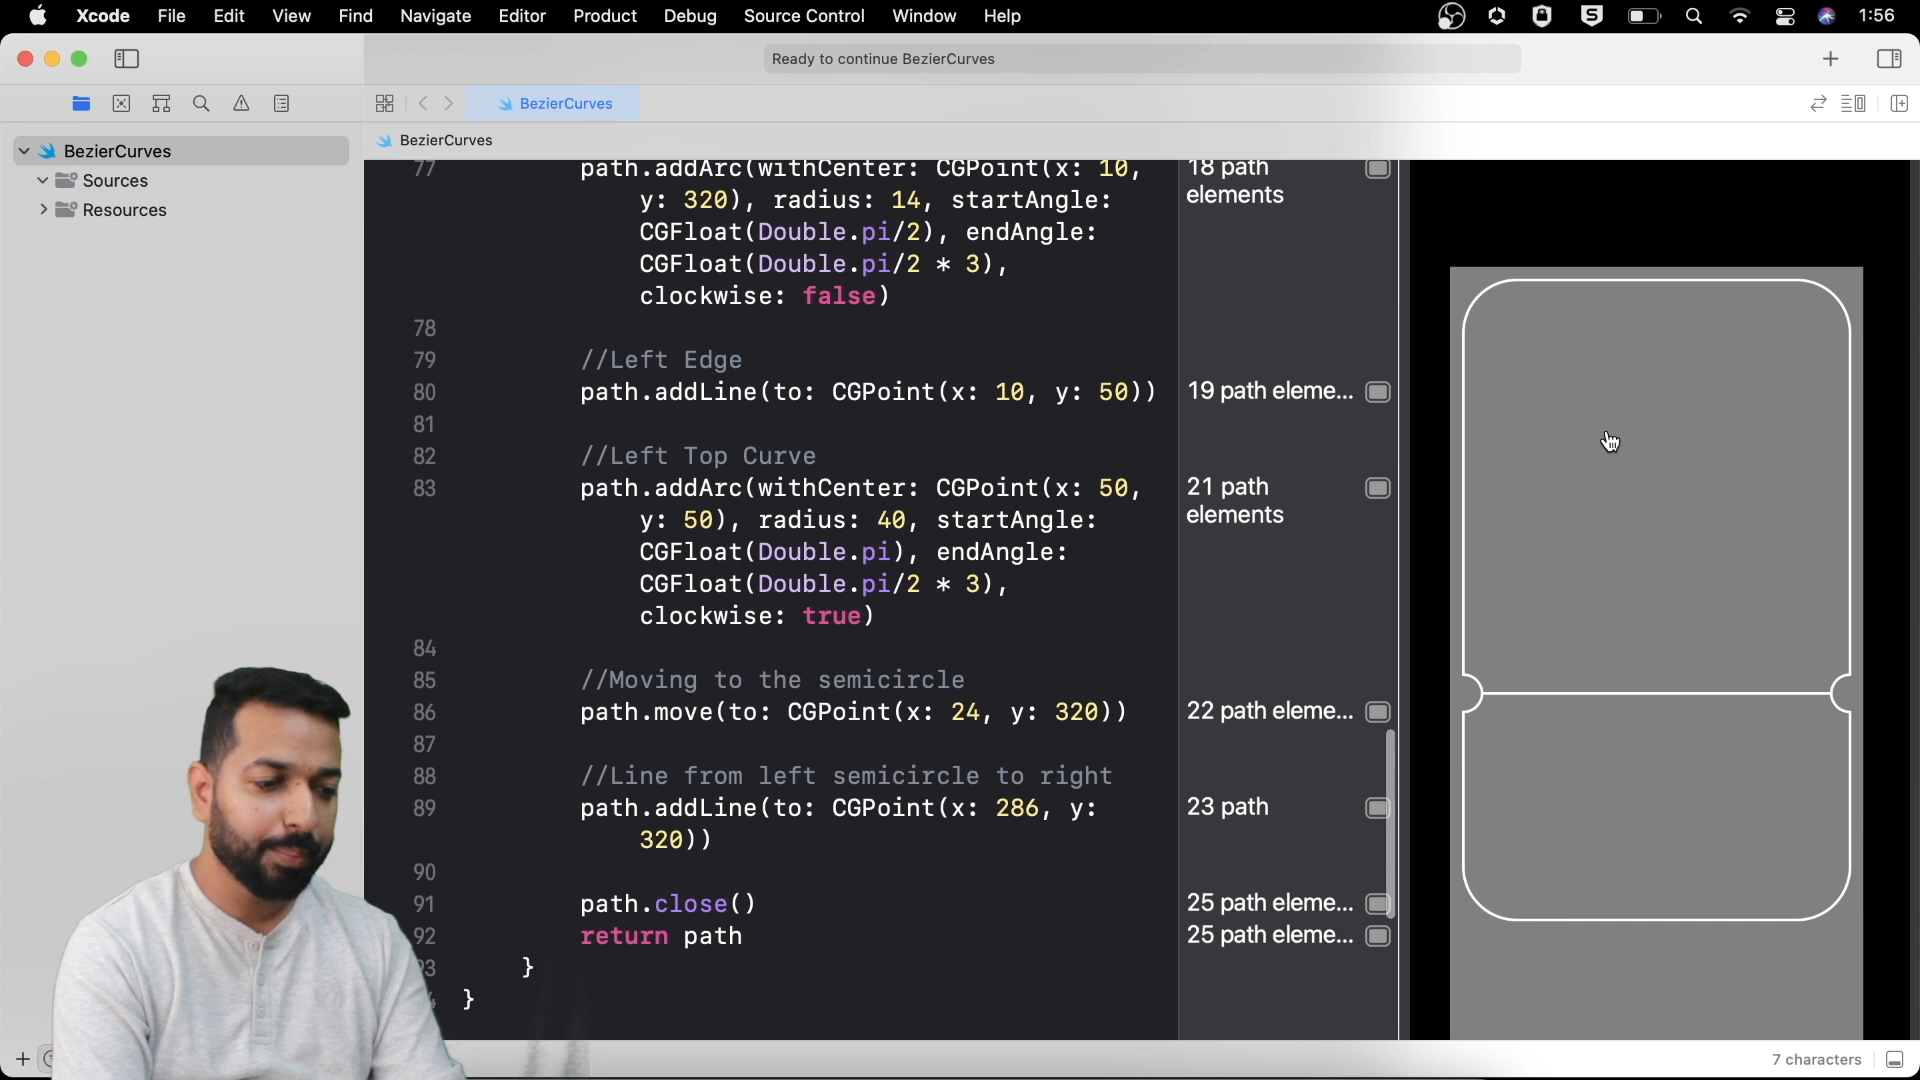 Xcode File Edit View Find Navigate Editor Product Debug Source Control Window Help 1:56
Ready to continue BezierCurves
BezierCurves
BezierCurves
BezierCurves
Sources
Resources
77 path.addArc(withCenter: CGPoint(x: 10, 18 path
y: 320), radius: 14, startAngle: elements
CGFloat(Double.pi/2), endAngle:
CGFloat(Double.pi/2 * 3),
clockwise: false)
78
79 //Left Edge
80 path.addLine(to: CGPoint(x: 10, y: 50)) 19 path eleme...
81
82 //Left Top Curve
83 path.addArc(withCenter: CGPoint(x: 50, 21 path
y: 50), radius: 40, startAngle: elements
CGFloat(Double.pi), endAngle:
CGFloat(Double.pi/2 * 3),
clockwise: true)
84
85 //Moving to the semicircle
86 path.move(to: CGPoint(x: 24, y: 320)) 22 path eleme...
87
88 //Line from left semicircle to right
89 path.addLine(to: CGPoint(x: 286, y: 23 path
320))
90
91 path.close() 25 path eleme...
92 return path 25 path eleme...
}
}
7 characters